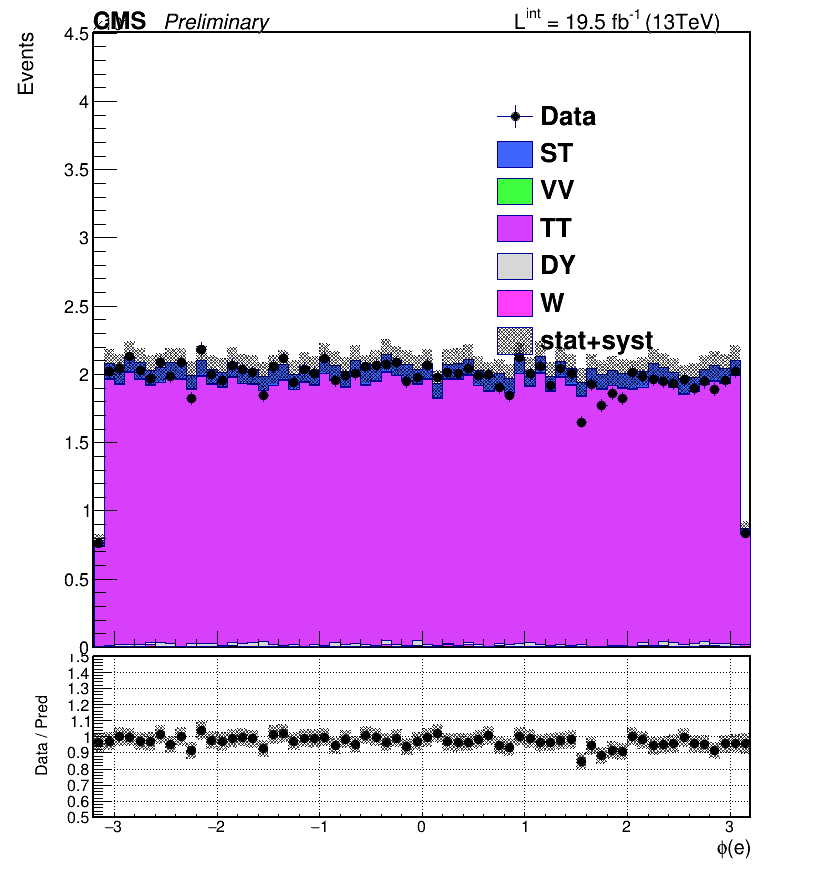 CMS Preliminary L^int = 19.5 fb^-1 (13TeV)
Events
4.5
4
3.5
3
2.5
2
1.5
1
0.5
0
Data
ST
VV
TT
DY
W
stat+syst
Data / Pred
1.5
1.4
1.3
1.2
1.1
1
0.9
0.8
0.7
0.6
0.5
−3 −2 −1 0 1 2 3
ϕ(e)